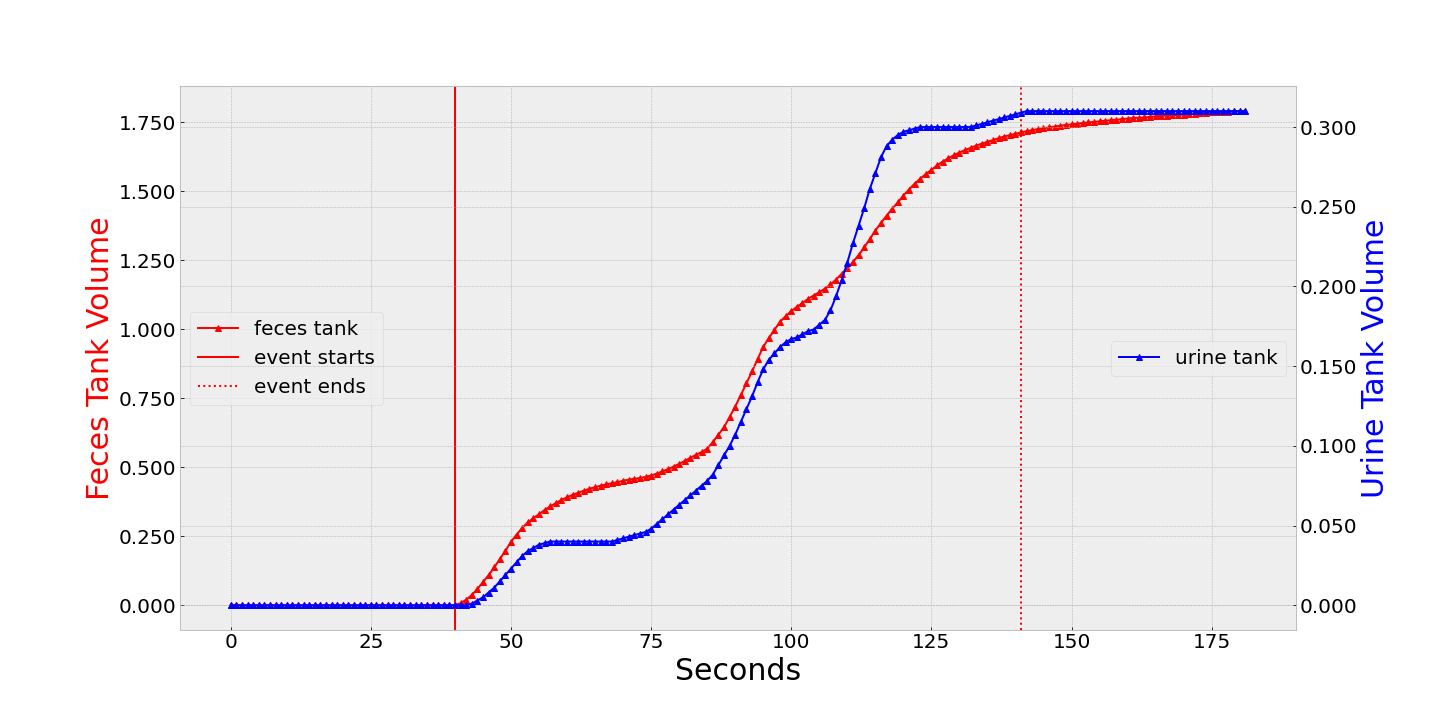 1.750
1.500
1.250
1.000
0.750
0.500
0.250
0.000
Feces Tank Volume
feces tank
event starts
event ends
urine tank
0.300
0.250
0.200
0.150
0.100
0.050
0.000
Urine Tank Volume
0 25 50 75 100 125 150 175
Seconds